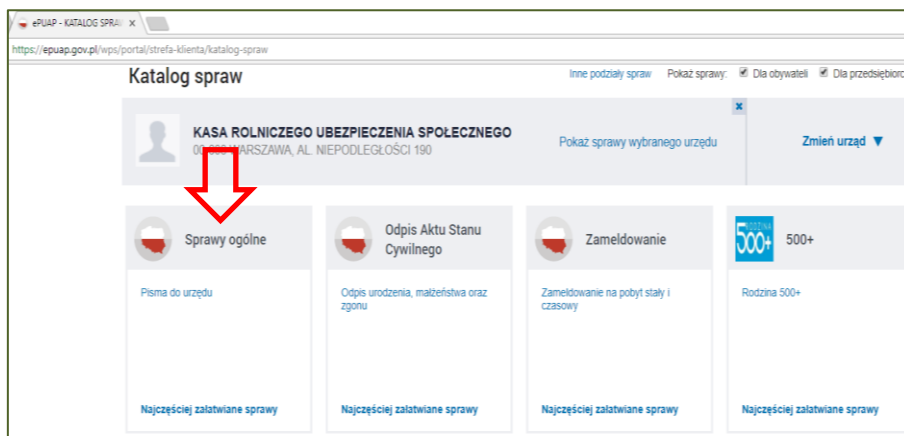 ePUAP - KATALOG SPRAW x
https://epuap.gov.pl/wps/portal/strefa-klienta/katalog-spraw
Katalog spraw
Inne podziały spraw Pokaż sprawy: Dla obywateli Dla przedsiębiorc
KASA ROLNICZEGO UBEZPIECZENIA SPOŁECZNEGO
WARSZAWA, AL. NIEPODLEGŁOŚCI 190
Pokaż sprawy wybranego urzędu
x
Zmień urząd ▼
Sprawy ogólne
Pisma do urzędu
Najczęściej załatwiane sprawy
Odpis Aktu Stanu
Cywilnego
Odpis urodzenia, małżeństwa oraz
zgonu
Najczęściej załatwiane sprawy
Zameldowanie
Zameldowanie na pobyt stały i
czasowy
Najczęściej załatwiane sprawy
RODZINA
500+
500+
Rodzina 500+
Najczęściej załatwiane sprawy